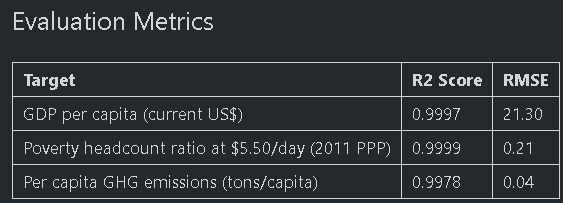 Evaluation Metrics
Target R2 Score RMSE
GDP per capita (current US$) 0.9997 21.30
Poverty headcount ratio at $5.50/day (2011 PPP) 0.9999 0.21
Per capita GHG emissions (tons/capita) 0.9978 0.04